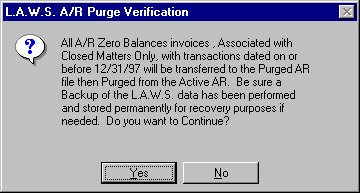 L.A.W.S. A/R Purge Verification
All A/R Zero Balances invoices , Associated with
Closed Matters Only, with transactions dated on or
before 12/31/97 will be transferred to the Purged AR
file then Purged from the Active AR.  Be sure a
Backup of the L.A.W.S. data has been performed
and stored permanently for recovery purposes if
needed.  Do you want to Continue?
Yes
No